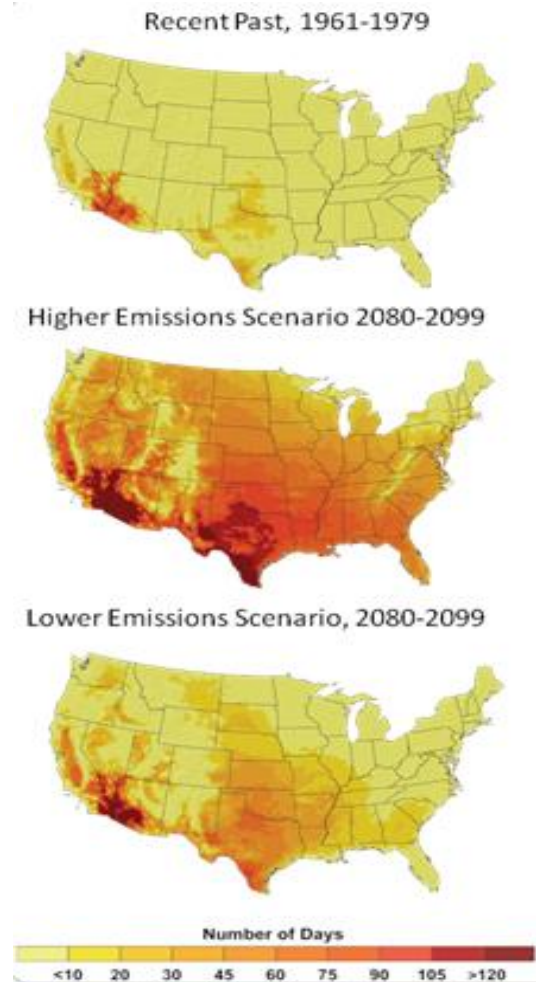 Recent Past, 1961-1979
Higher Emissions Scenario 2080-2099
Lower Emissions Scenario, 2080-2099
Number of Days
<10 20 30 45 60 75 90 105 >120